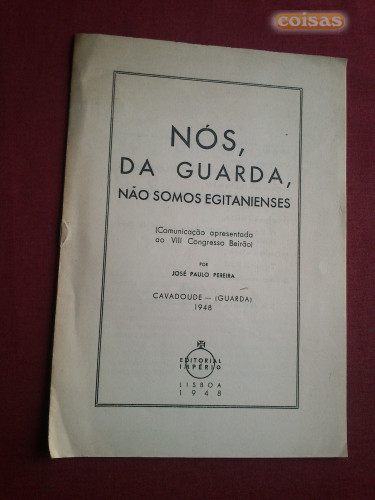 coisas
NÓS,
DA GUARDA,
NÃO SOMOS EGITANIENSES
(Comunicação apresentada
ao VIII Congresso Beirão)
POR
JOSÉ PAULO PEREIRA
CAVADOUDE — (GUARDA)
1948
EDITORIAL
IMPÉRIO
LISBOA
1948